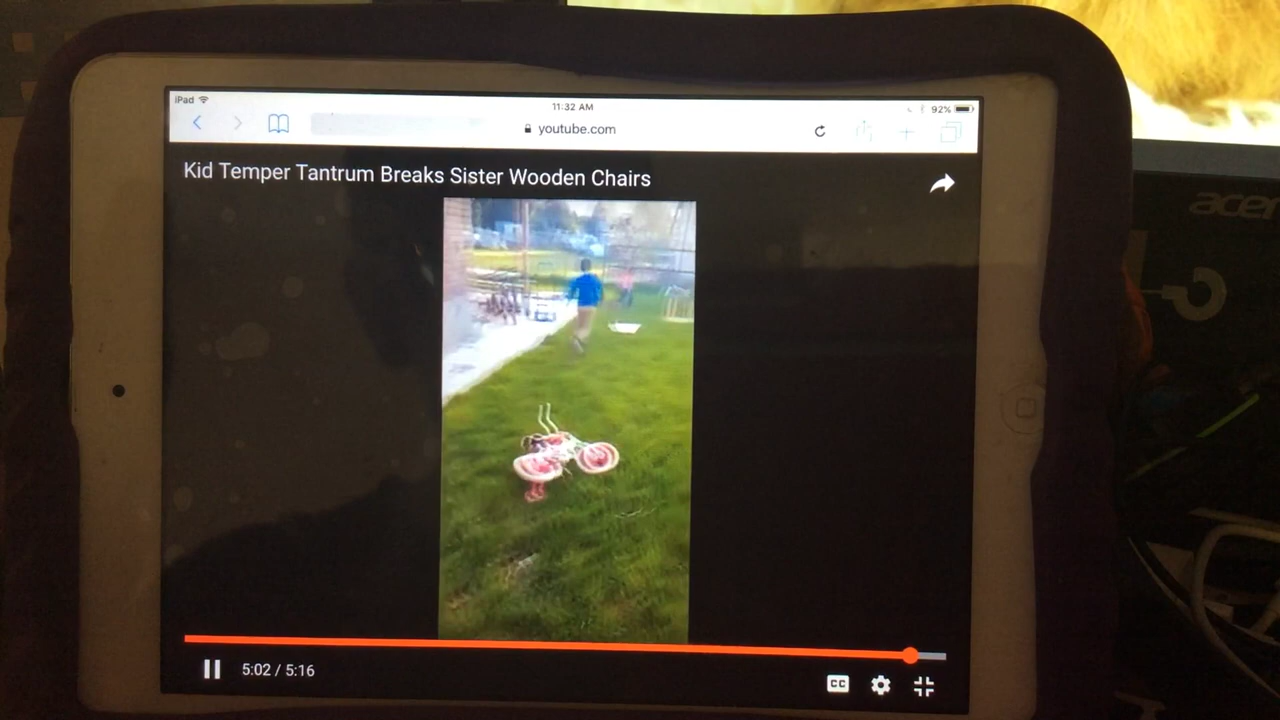 iPad
11:32 AM
92%
youtube.com
Kid Temper Tantrum Breaks Sister Wooden Chairs
acer
5:02 / 5:16
CC